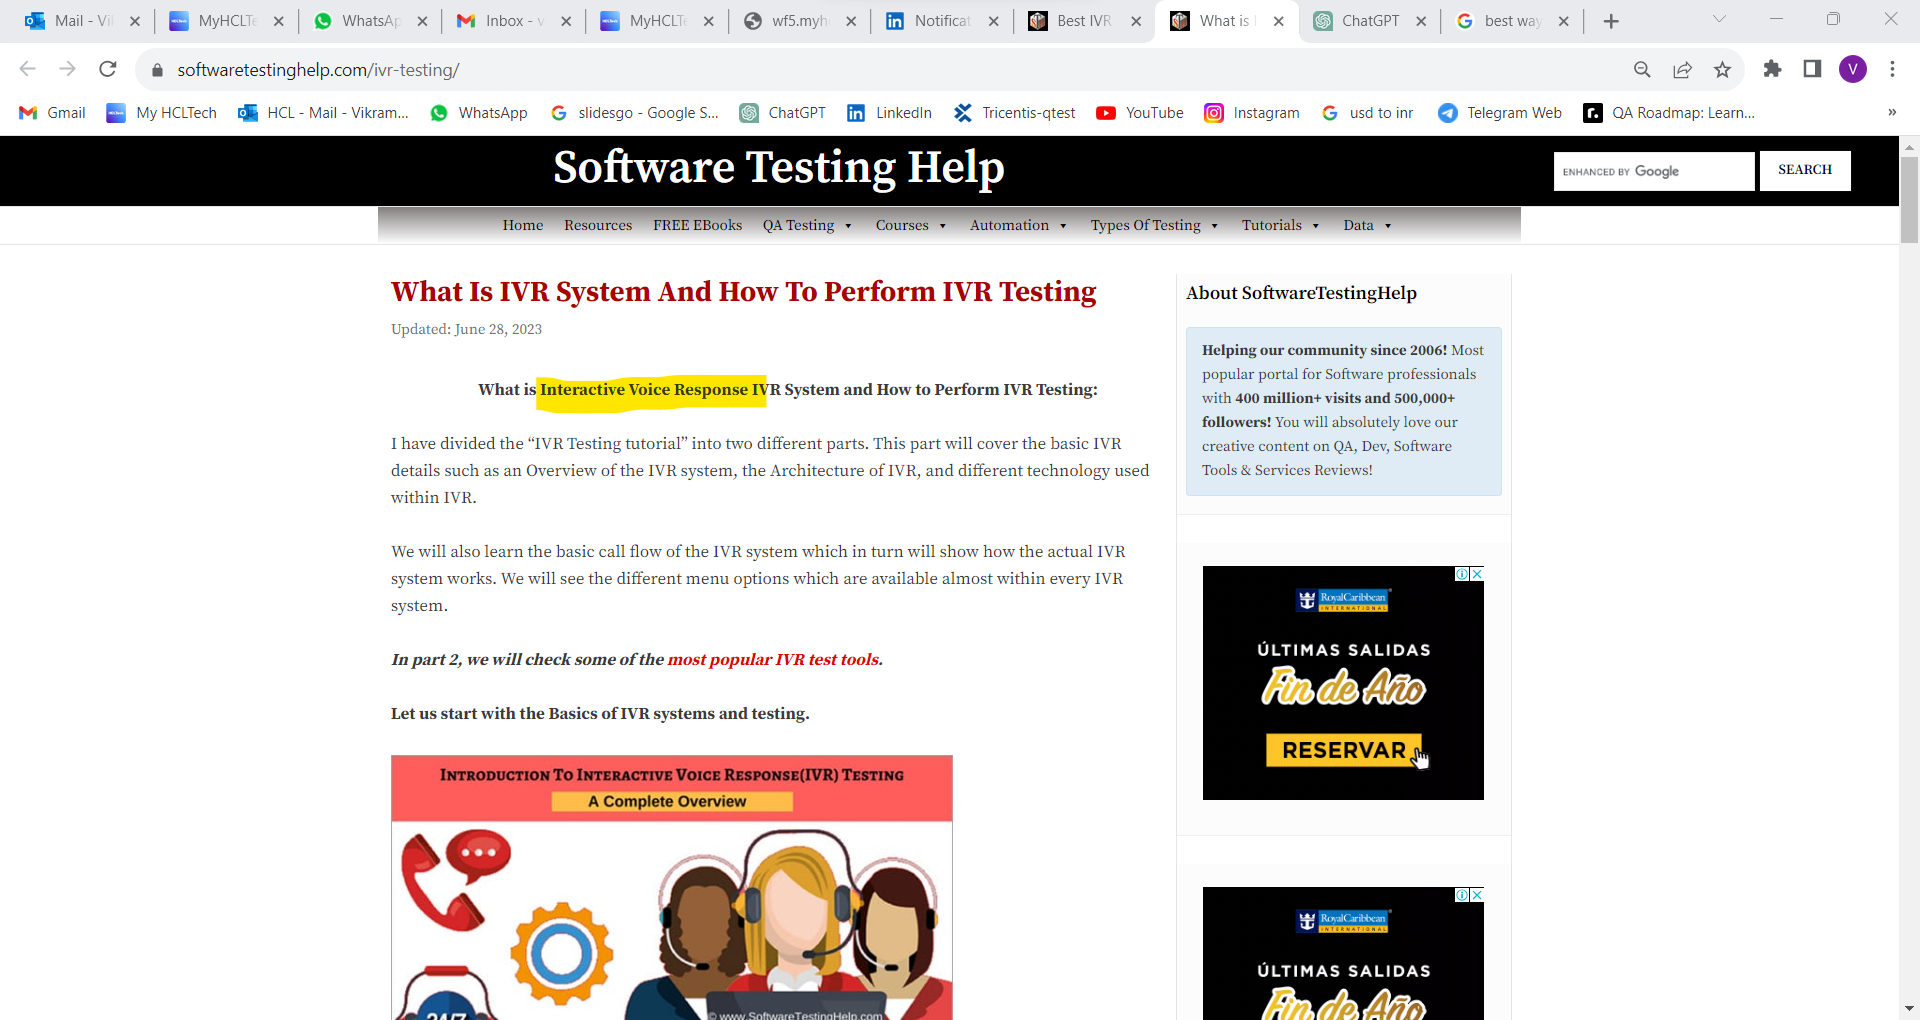 Mail - Vi
MyHCLTe
WhatsAp
Inbox - v
MyHCLTe
wf5.myh
Notificat
Best IVR
What is
ChatGPT
best way
softwaretestinghelp.com/ivr-testing/
V
Gmail
My HCLTech
HCL - Mail - Vikram...
WhatsApp
slidesgo - Google S...
ChatGPT
LinkedIn
Tricentis-qtest
YouTube
Instagram
usd to inr
Telegram Web
QA Roadmap: Learn...
»
Software Testing Help
ENHANCED BY Google
SEARCH
Home
Resources
FREE EBooks
QA Testing
Courses
Automation
Types Of Testing
Tutorials
Data
What Is IVR System And How To Perform IVR Testing
Updated: June 28, 2023
What is Interactive Voice Response IVR System and How to Perform IVR Testing:
I have divided the “IVR Testing tutorial” into two different parts. This part will cover the basic IVR
details such as an Overview of the IVR system, the Architecture of IVR, and different technology used
within IVR.
We will also learn the basic call flow of the IVR system which in turn will show how the actual IVR
system works. We will see the different menu options which are available almost within every IVR
system.
In part 2, we will check some of the most popular IVR test tools.
Let us start with the Basics of IVR systems and testing.
INTRODUCTION TO INTERACTIVE VOICE RESPONSE(IVR) TESTING
A Complete Overview
24/7
© www.SoftwareTestingHelp.com
About SoftwareTestingHelp
Helping our community since 2006! Most
popular portal for Software professionals
with 400 million+ visits and 500,000+
followers! You will absolutely love our
creative content on QA, Dev, Software
Tools & Services Reviews!
RoyalCaribbean
INTERNATIONAL
ÚLTIMAS SALIDAS
Fin de Año
RESERVAR
RoyalCaribbean
INTERNATIONAL
ÚLTIMAS SALIDAS
Fin de Año